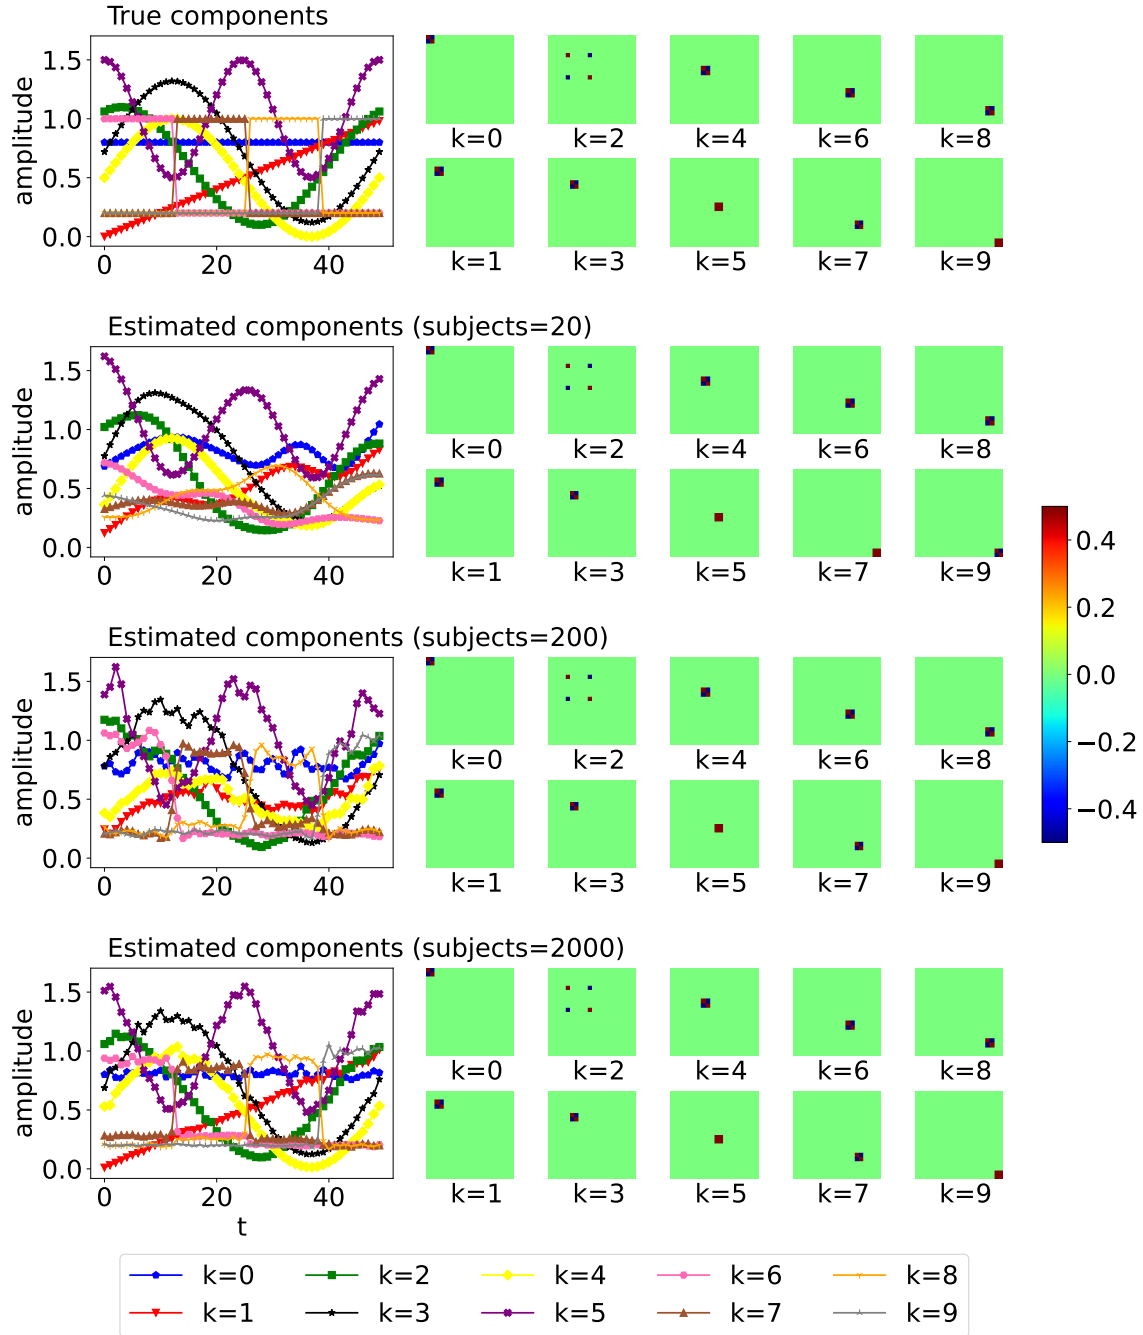 True components
amplitude
1.5
1.0
0.5
0.0
0 20 40
k=0 k=2 k=4 k=6 k=8
k=1 k=3 k=5 k=7 k=9
Estimated components (subjects=20)
amplitude
1.5
1.0
0.5
0.0
0 20 40
k=0 k=2 k=4 k=6 k=8
k=1 k=3 k=5 k=7 k=9
Estimated components (subjects=200)
amplitude
1.5
1.0
0.5
0.0
0 20 40
k=0 k=2 k=4 k=6 k=8
k=1 k=3 k=5 k=7 k=9
0.4
0.2
0.0
−0.2
−0.4
Estimated components (subjects=2000)
amplitude
1.5
1.0
0.5
0.0
0 20 40
t
k=0 k=2 k=4 k=6 k=8
k=1 k=3 k=5 k=7 k=9
k=0 k=2 k=4 k=6 k=8
k=1 k=3 k=5 k=7 k=9